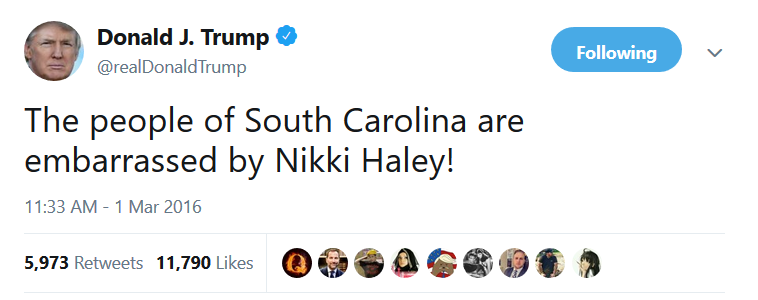 Donald J. Trump
@realDonaldTrump
Following
The people of South Carolina are
embarrassed by Nikki Haley!
11:33 AM - 1 Mar 2016
5,973 Retweets 11,790 Likes